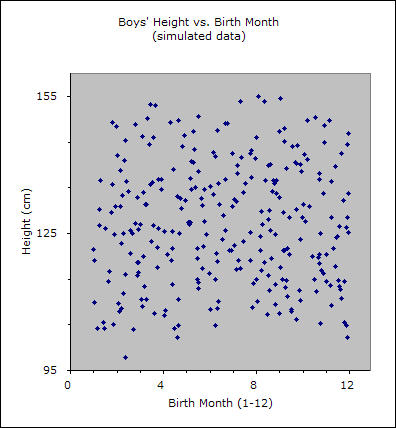 Boys' Height vs. Birth Month
(simulated data)
155
125
95
Height (cm)
0 4 8 12
Birth Month (1-12)